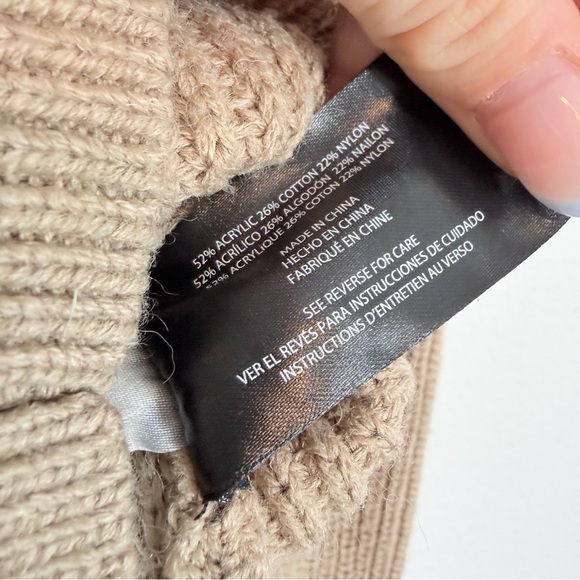 52% ACRYLIC 26% COTTON 22% NYLON
52% ACRÍLICO 26% ALGODÓN 22% NAILON
52% ACRYLIQUE 26% COTON 22% NYLON
MADE IN CHINA
HECHO EN CHINA
FABRIQUÉ EN CHINE
SEE REVERSE FOR CARE
VER EL REVÉS PARA INSTRUCCIONES DE CUIDADO
INSTRUCTIONS D'ENTRETIEN AU VERSO